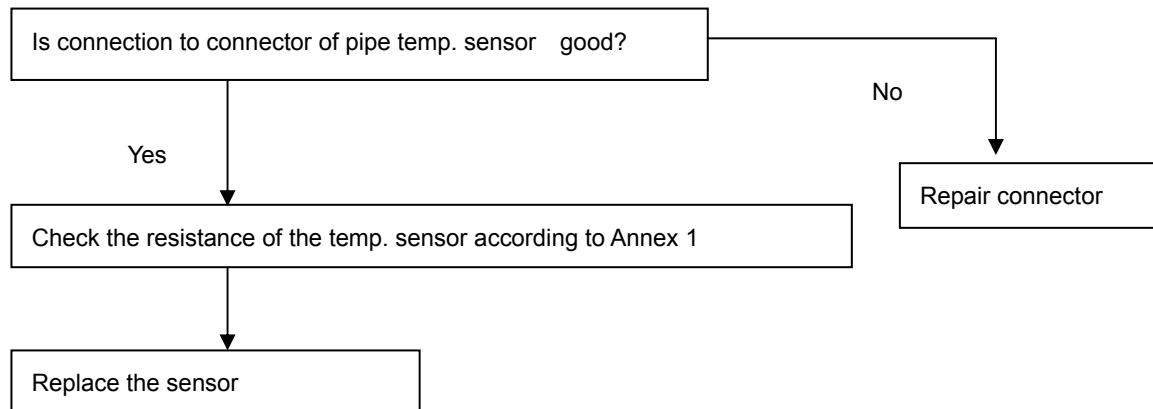 Is connection to connector of pipe temp. sensor good?
No
Yes
Repair connector
Check the resistance of the temp. sensor according to Annex 1
Replace the sensor